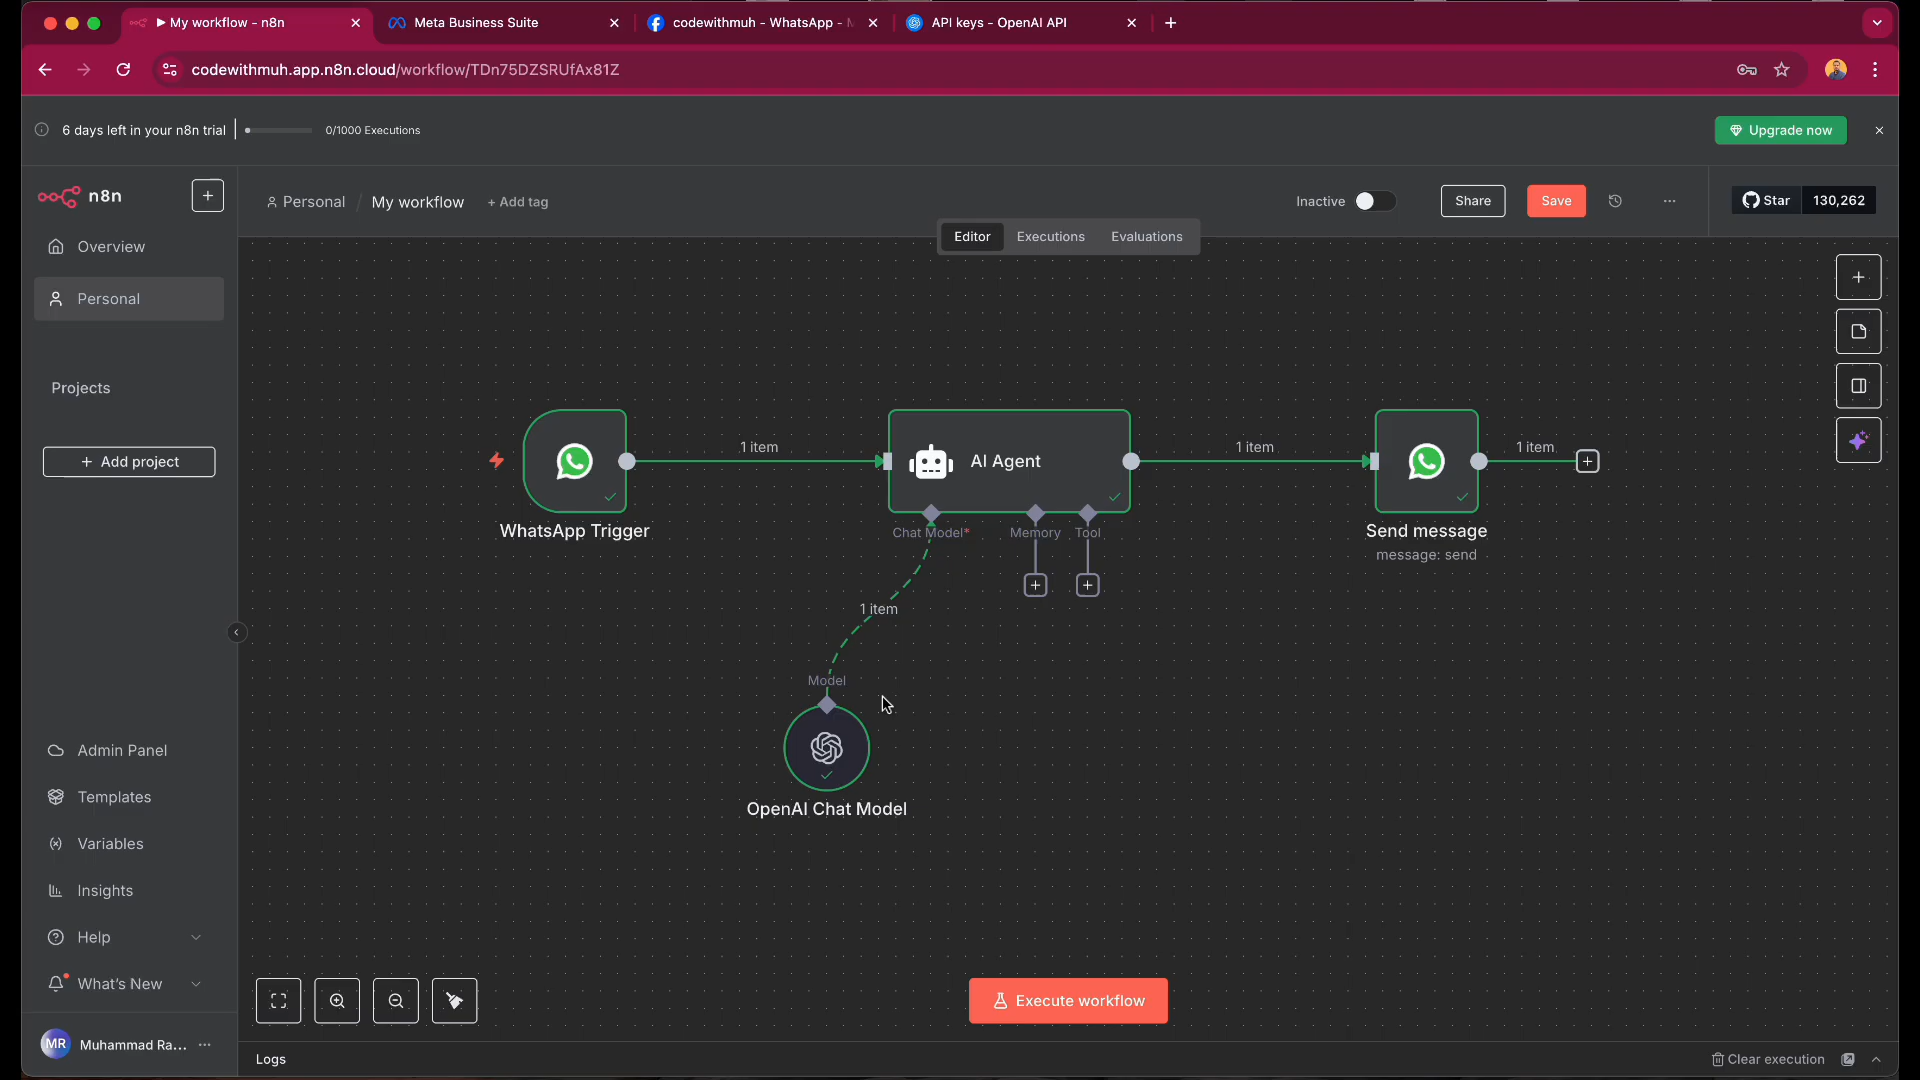 My workflow - n8n
Meta Business Suite
codewithmuh - WhatsApp -
API keys - OpenAI API
codewithmuh.app.n8n.cloud/workflow/TDn75DZSRUfAx81Z
6 days left in your n8n trial
0/1000 Executions
Upgrade now
n8n
Personal / My workflow
+ Add tag
Inactive
Share
Save
Star
130,262
Editor
Executions
Evaluations
Overview
Personal
Projects
+ Add project
1 item
1 item
1 item
AI Agent
WhatsApp Trigger
Chat Model*
Memory
Tool
Send message
message: send
1 item
Model
OpenAI Chat Model
Admin Panel
Templates
Variables
Insights
Help
What's New
Execute workflow
MR
Muhammad Ra...
Logs
Clear execution